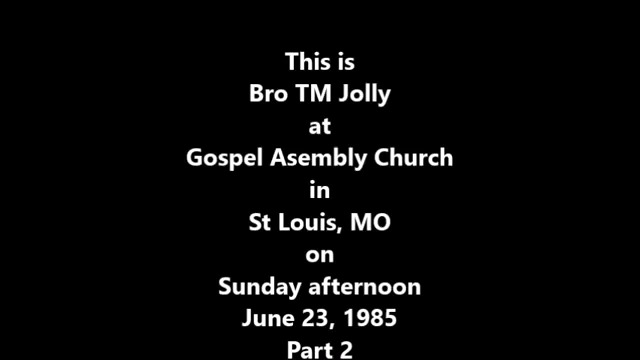 This is
Bro TM Jolly
at
Gospel Asembly Church
in
St Louis, MO
on
Sunday afternoon
June 23, 1985
Part 2